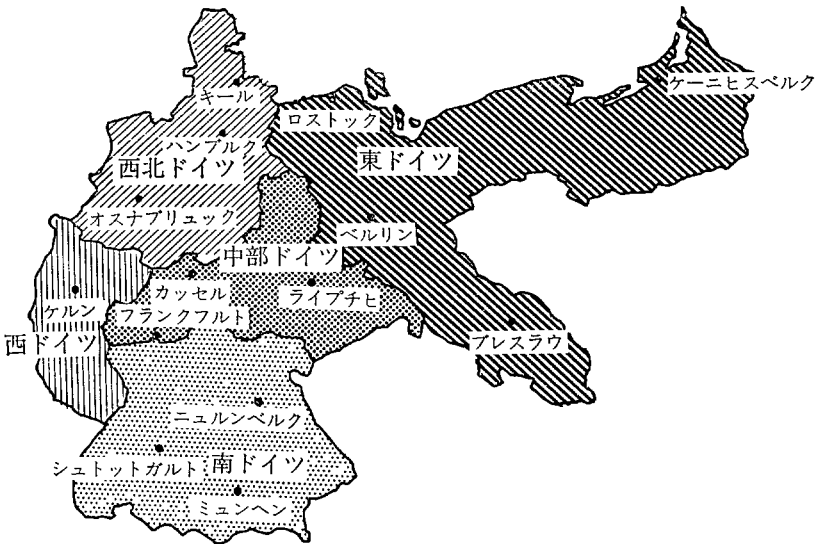 キール
ケーニヒスベルク
ロストック
ハンブルク
西北ドイツ
東ドイツ
オスナブリュック
ベルリン
中部ドイツ
カッセル
ライプチヒ
ケルン
フランクフルト
西ドイツ
ブレスラウ
ニュルンベルク
シュトットガルト
南ドイツ
ミュンヘン